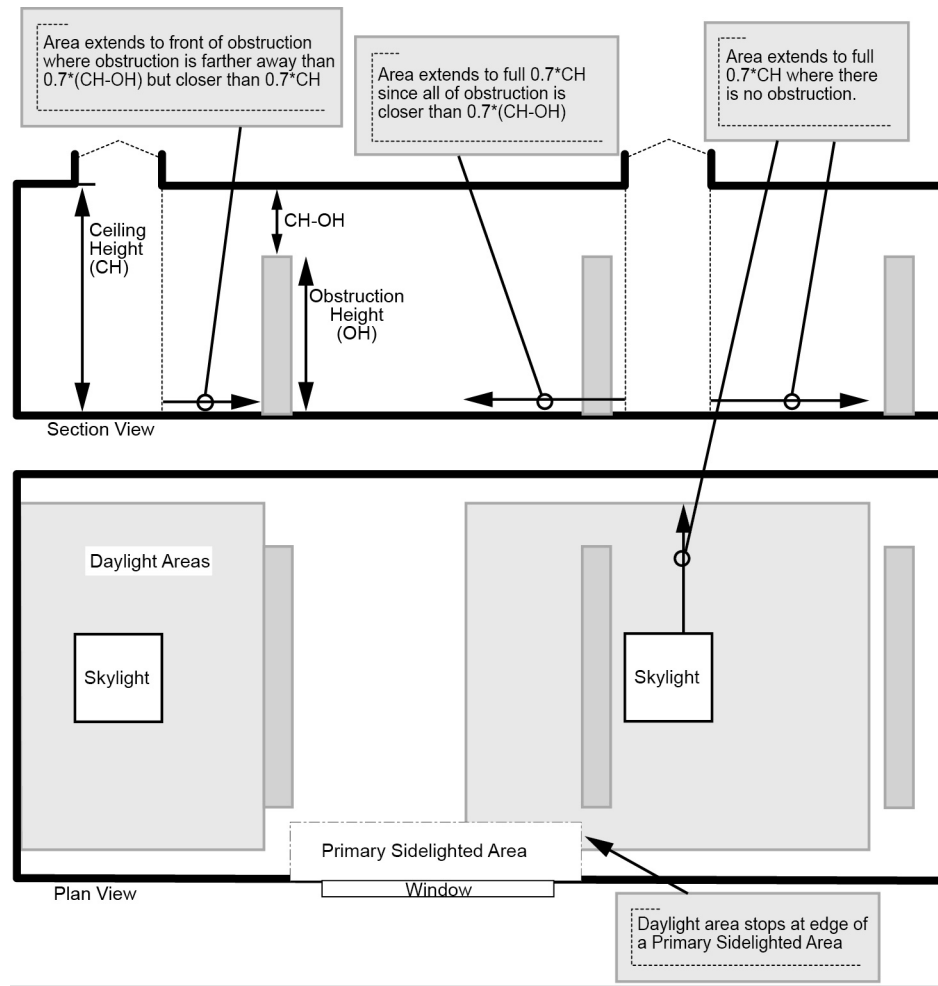 Area extends to front of obstruction
where obstruction is farther away than
0.7*(CH-OH) but closer than 0.7*CH
Area extends to full 0.7*CH
since all of obstruction is
closer than 0.7*(CH-OH)
Area extends to full
0.7*CH where there
is no obstruction.
CH-OH
Ceiling
Height
(CH)
Obstruction
Height
(OH)
Section View
Daylight Areas
Skylight
Skylight
Primary Sidelighted Area
Window
Plan View
Daylight area stops at edge of
a Primary Sidelighted Area